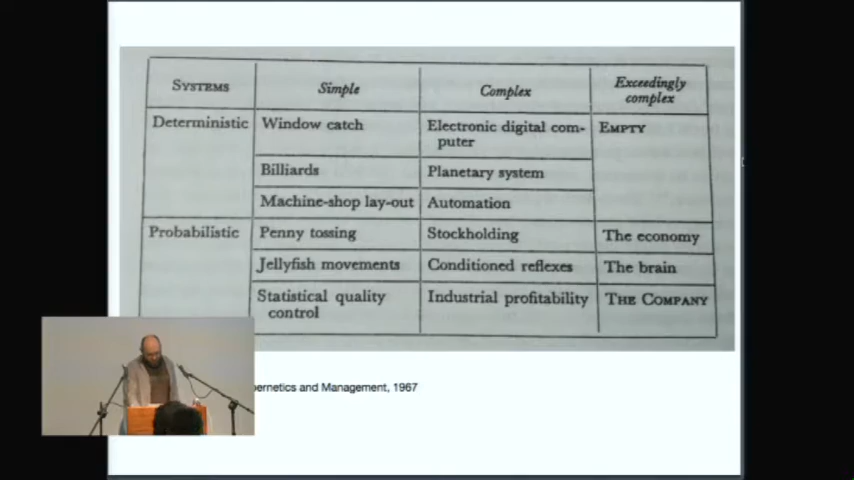 SYSTEMS Simple Complex Exceedingly complex
Deterministic Window catch Electronic digital com-puter EMPTY
Billiards Planetary system
Machine-shop lay-out Automation
Probabilistic Penny tossing Stockholding The economy
Jellyfish movements Conditioned reflexes The brain
Statistical quality control Industrial profitability THE COMPANY
and Management, 1967